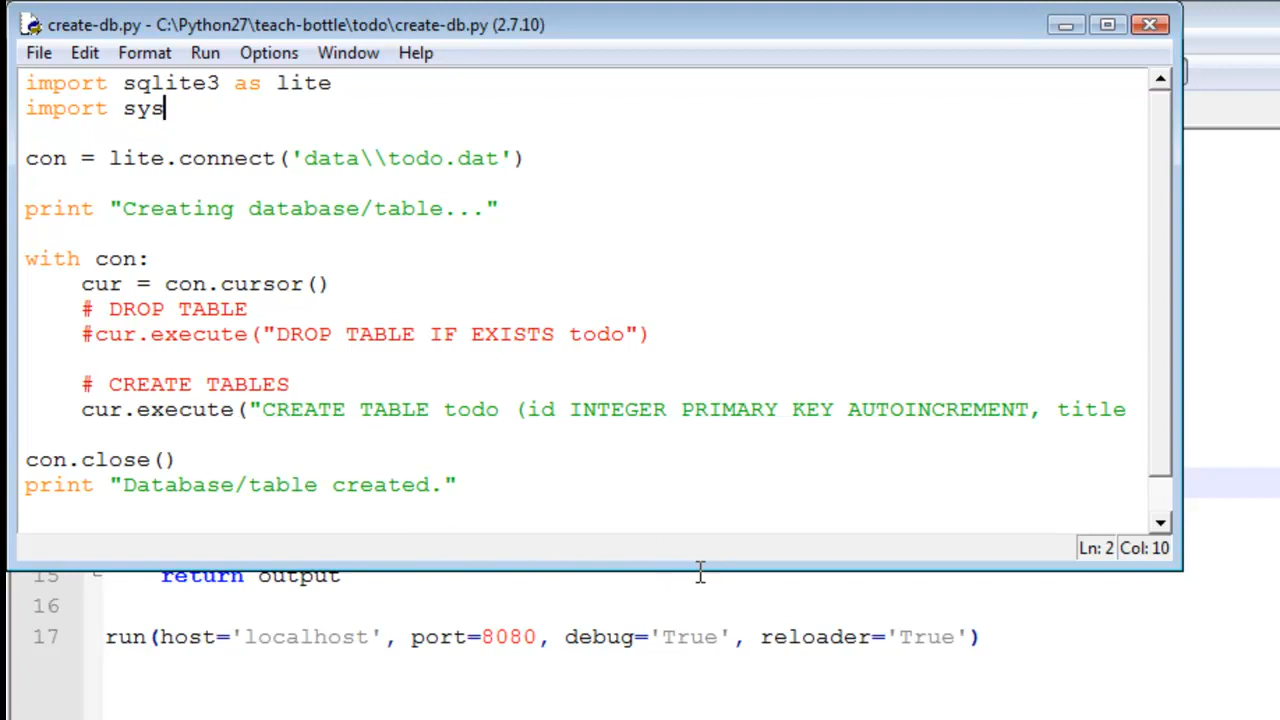 create-db.py - C:\Python27\teach-bottle\todo\create-db.py (2.7.10)
File Edit Format Run Options Window Help
import sqlite3 as lite
import sys
con = lite.connect('data\\todo.dat')
print "Creating database/table..."
with con:
    cur = con.cursor()
    # DROP TABLE
    #cur.execute("DROP TABLE IF EXISTS todo")
    # CREATE TABLES
    cur.execute("CREATE TABLE todo (id INTEGER PRIMARY KEY AUTOINCREMENT, title
con.close()
print "Database/table created."
Ln: 2 Col: 10
15 return output
16
17 run(host='localhost', port=8080, debug='True', reloader='True')